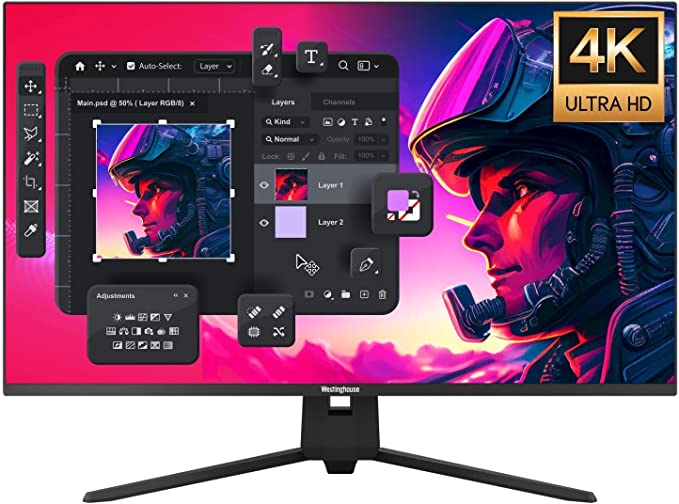 4K
ULTRA HD
T
Auto-Select: Layer
Main.psd @ 50% ( Layer RGB/8) ×
Layers Channels
Kind
T
Normal Opacity: 100%
Lock: Fill: 100%
Layer 1
Layer 2
Adjustments
Westinghouse